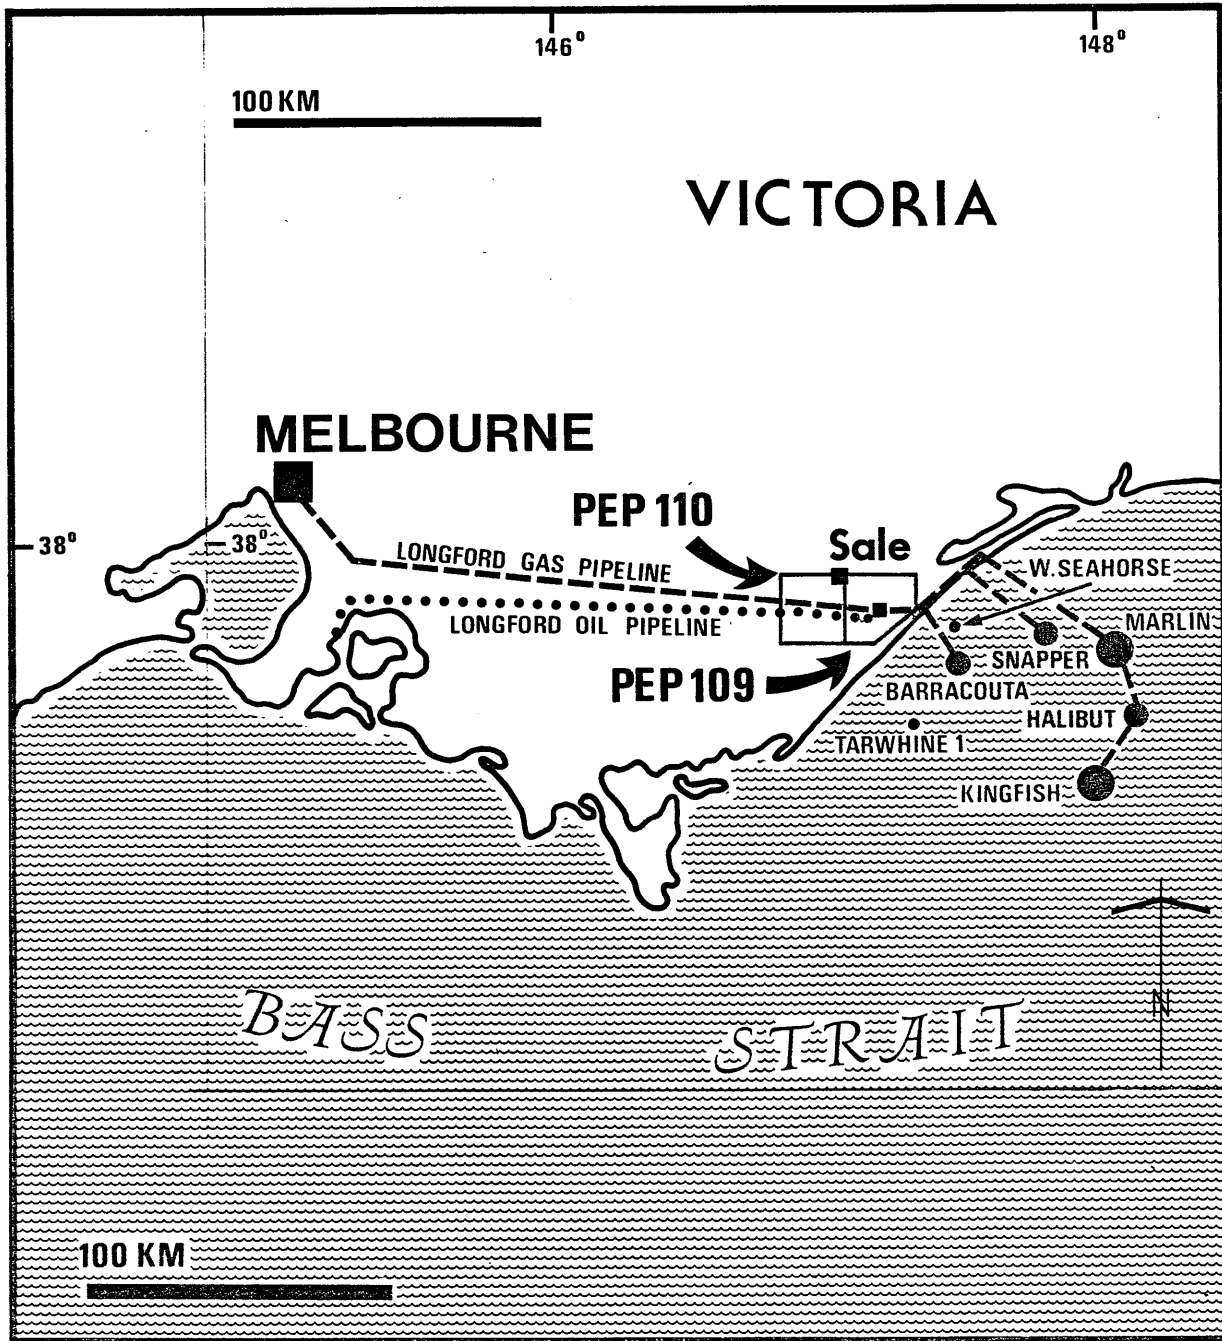 146°
148°
100 KM
VICTORIA
MELBOURNE
PEP 110
Sale
38°
38°
LONGFORD GAS PIPELINE
W.SEAHORSE
LONGFORD OIL PIPELINE
MARLIN
SNAPPER
PEP 109
BARRACOUTA
HALIBUT
TARWHINE 1
KINGFISH
BASS STRAIT
N
100 KM